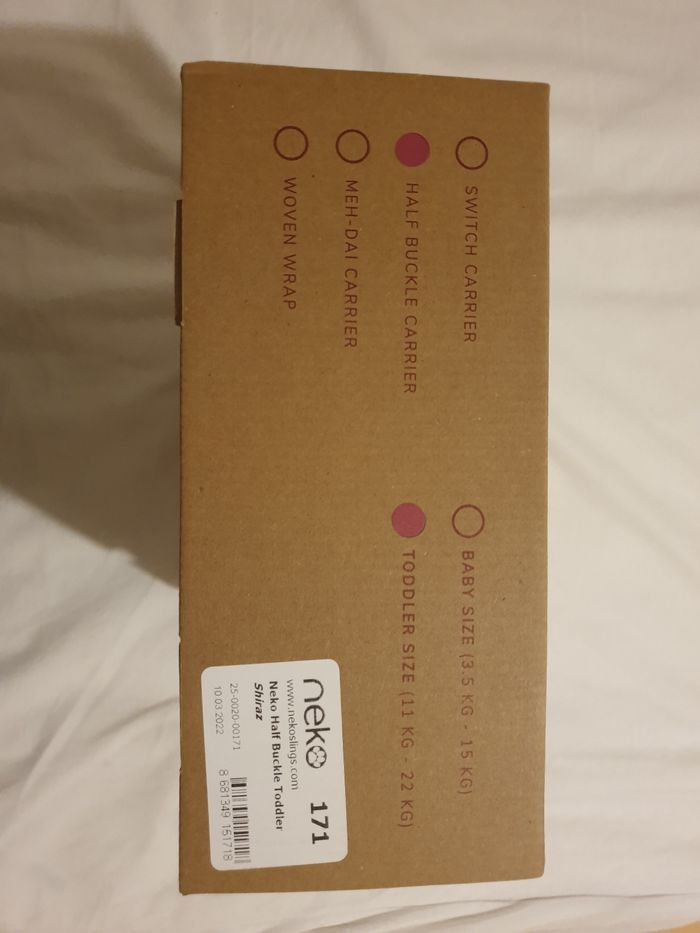 SWITCH CARRIER
HALF BUCKLE CARRIER
MEH-DAI CARRIER
WOVEN WRAP
BABY SIZE (3.5 KG - 15 KG)
TODDLER SIZE (11 KG - 22 KG)
neko 171
www.nekoslings.com
Neko Half Buckle Toddler
Shiraz
25-0020-00171
10.03.2022
8 681349 151718